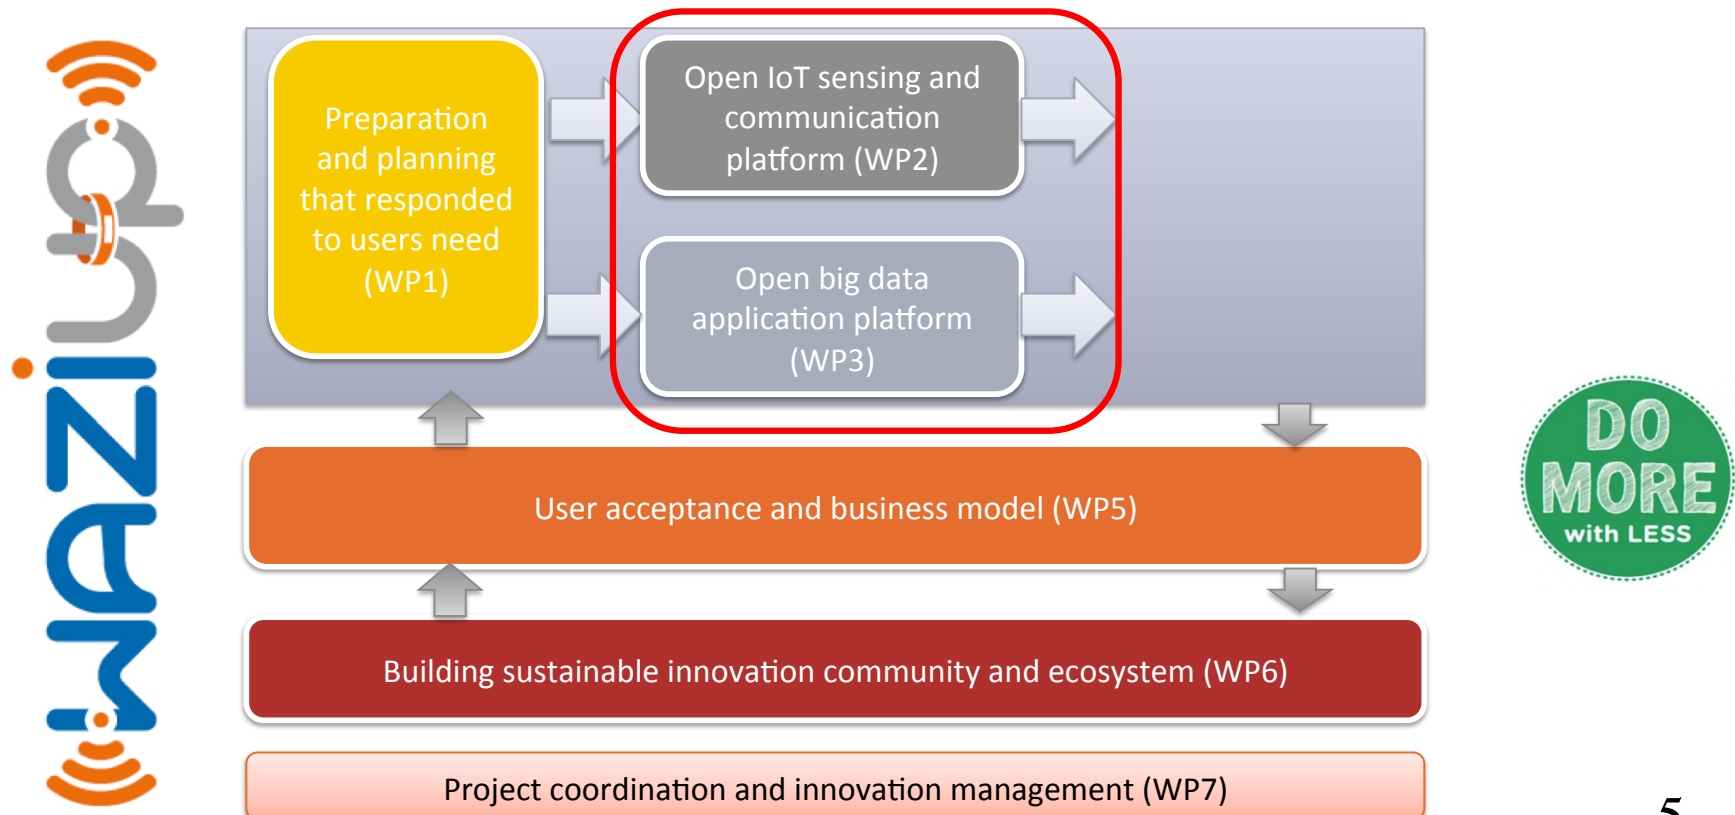 WAZiup
Preparation
and planning
that responded
to users need
(WP1)
Open IoT sensing and
communication
platform (WP2)
Open big data
application platform
(WP3)
User acceptance and business model (WP5)
Building sustainable innovation community and ecosystem (WP6)
Project coordination and innovation management (WP7)
DO
MORE
with LESS
5